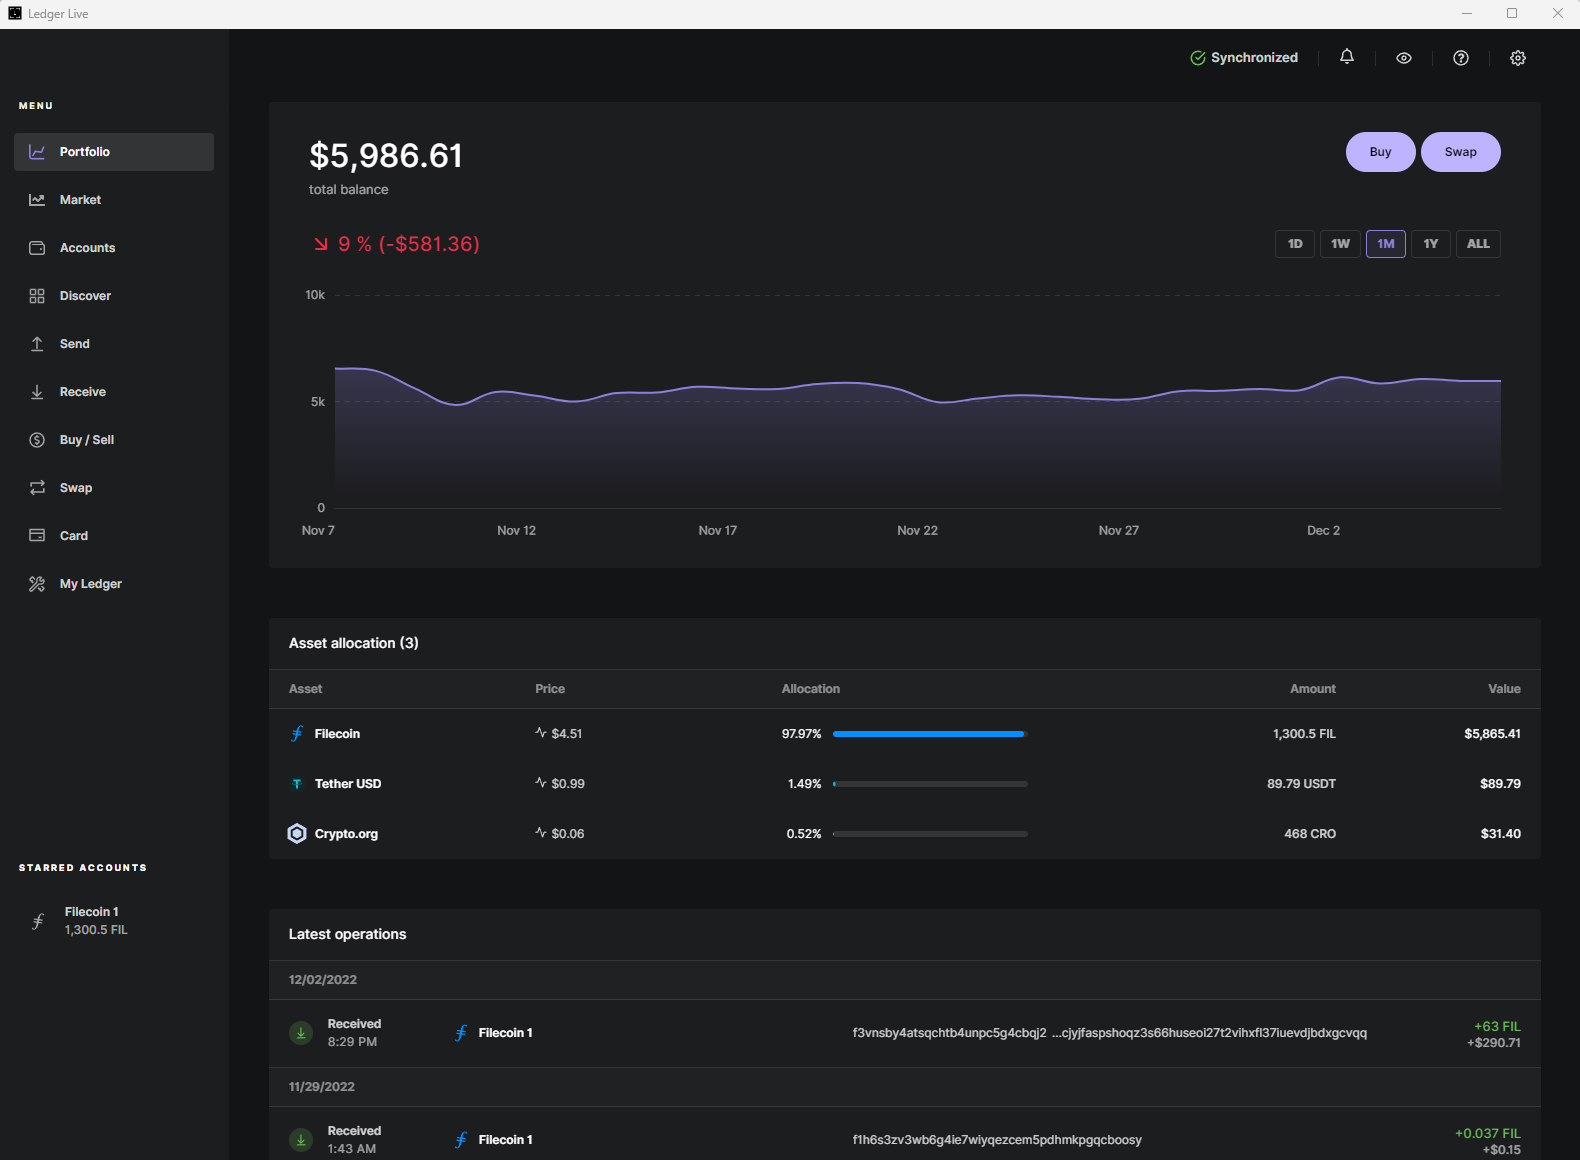 Ledger Live
Synchronized
MENU
Portfolio
Market
Accounts
Discover
Send
Receive
Buy / Sell
Swap
Card
My Ledger
STARRED ACCOUNTS
Filecoin 1
1,300.5 FIL
$5,986.61
total balance
Buy
Swap
9 % (-$581.36)
1D 1W 1M 1Y ALL
10k
5k
0
Nov 7 Nov 12 Nov 17 Nov 22 Nov 27 Dec 2
Asset allocation (3)
Asset Price Allocation Amount Value
Filecoin $4.51 97.97% 1,300.5 FIL $5,865.41
Tether USD $0.99 1.49% 89.79 USDT $89.79
Crypto.org $0.06 0.52% 468 CRO $31.40
Latest operations
12/02/2022
Received
8:29 PM
Filecoin 1
f3vnsby4atsqchtb4unpc5g4cbqj2 ...cjyjfaspshoqz3s66huseoi27t2vihxfl37iuevdjbdxgcvqq
+63 FIL
+$290.71
11/29/2022
Received
1:43 AM
Filecoin 1
f1h6s3zv3wb6g4ie7wiyqezcem5pdhmkpgqcboosy
+0.037 FIL
+$0.15